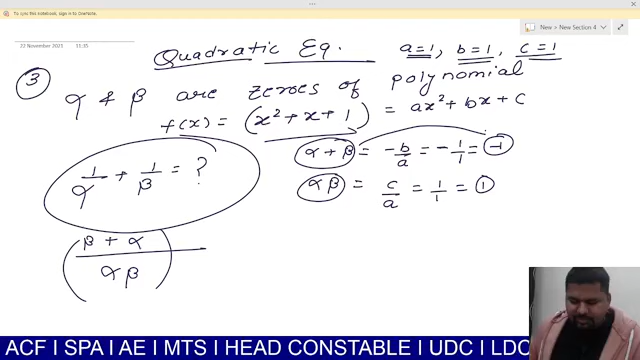 To sync this notebook, sign in to OneNote.
New > New Section 4
22 November 2021 11:35
Quadratic Eq.
a=1, b=1, c=1
③ α & β are zeroes of polynomial
f(x) = (x² + x + 1) = ax² + bx + c
1/α + 1/β = ?
α + β = -b/a = -1/1 = -1
αβ = c/a = 1/1 = 1
(β + α / αβ)
ACF I SPA I AE I MTS I HEAD CONSTABLE I UDC I LDC